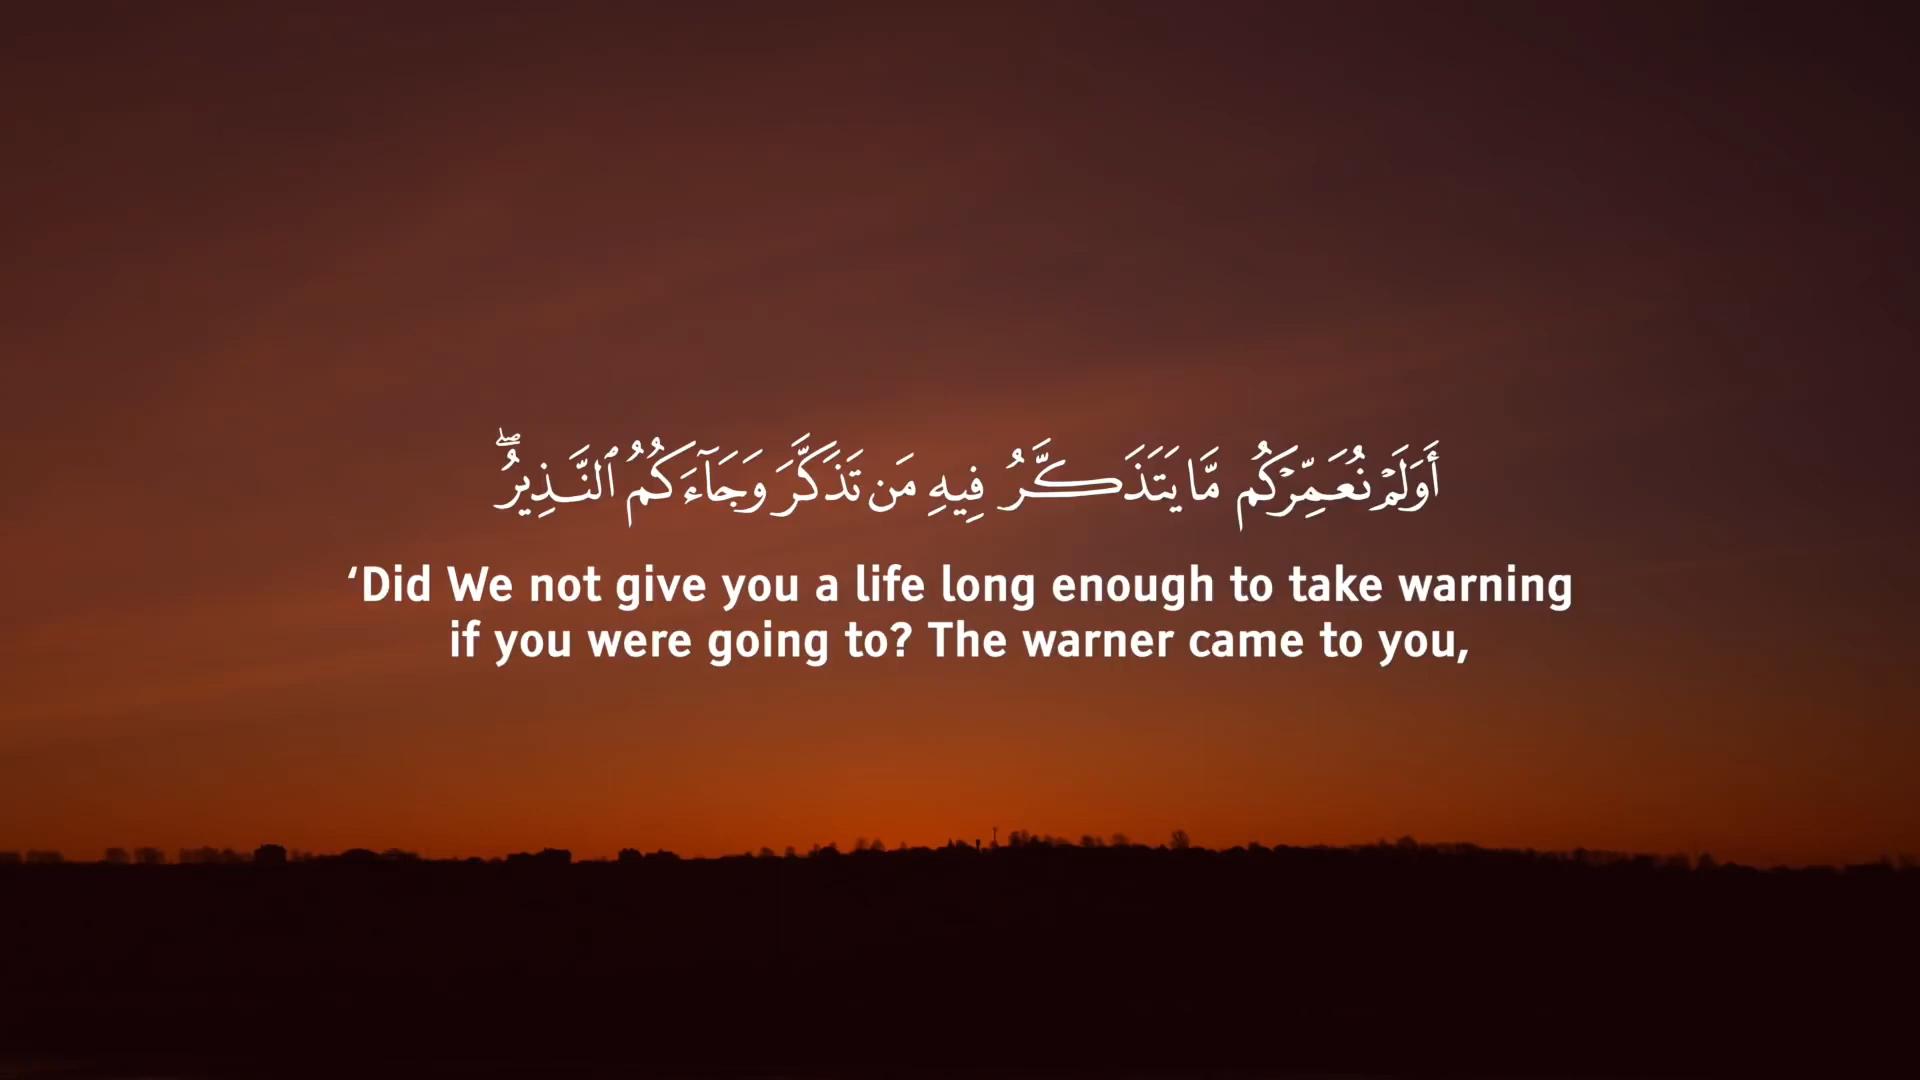 أَوَلَمْ نُعَمِّرْكُم مَّا يَتَذَكَّرُ فِيهِ مَن تَذَكَّرَ وَجَآءَكُمُ ٱلنَّذِيرُ ۖ
‘Did We not give you a life long enough to take warning
if you were going to? The warner came to you,